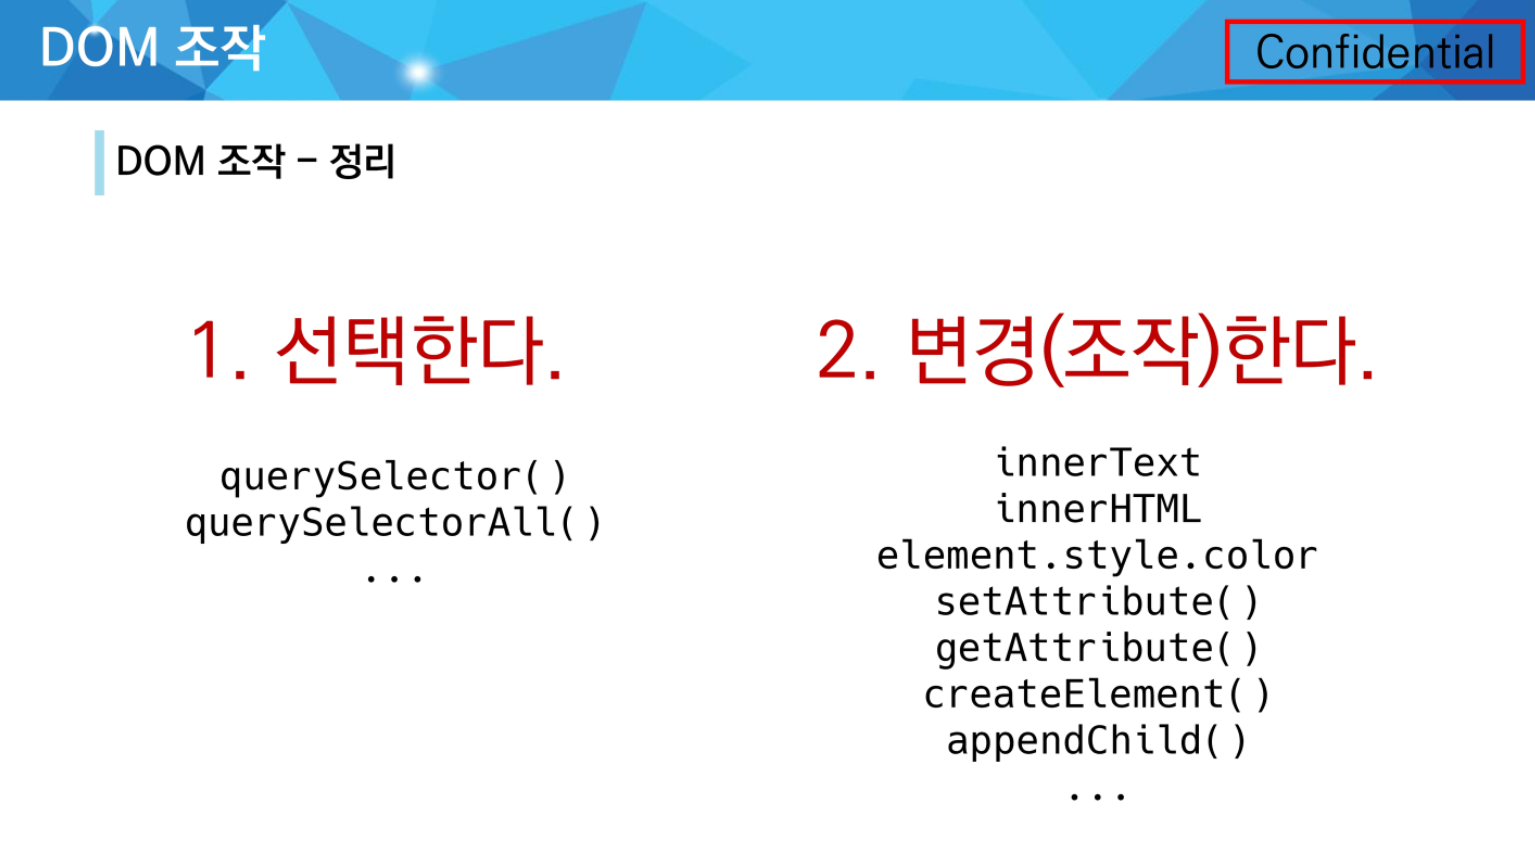 DOM 조작
Confidential
DOM 조작 - 정리
1. 선택한다.
querySelector()
querySelectorAll()
...
2. 변경(조작)한다.
innerText
innerHTML
element.style.color
setAttribute()
getAttribute()
createElement()
appendChild()
...